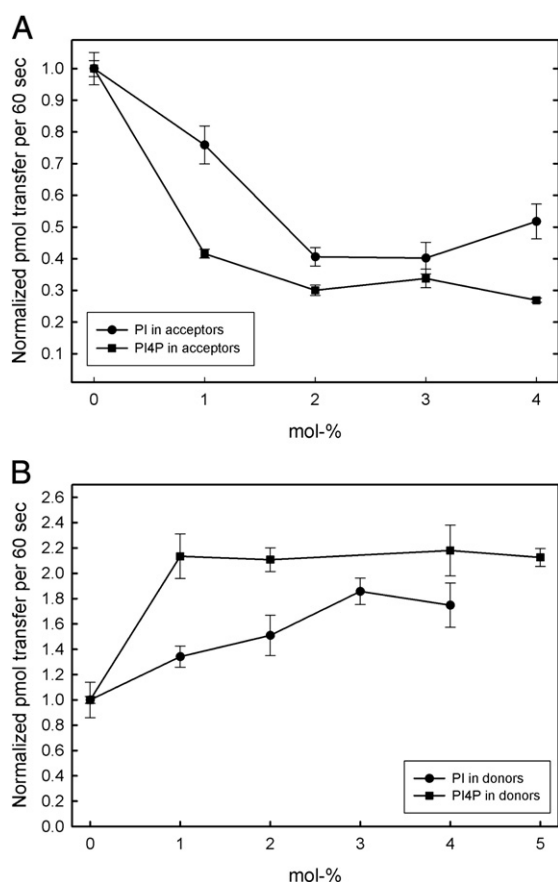 A
Normalized pmol transfer per 60 sec
1.0
0.9
0.8
0.7
0.6
0.5
0.4
0.3
0.2
0.1
PI in acceptors
PI4P in acceptors
0 1 2 3 4
mol-%
B
Normalized pmol transfer per 60 sec
2.6
2.4
2.2
2.0
1.8
1.6
1.4
1.2
1.0
0.8
0.6
0.4
0.2
0.0
PI in donors
PI4P in donors
0 1 2 3 4 5
mol-%